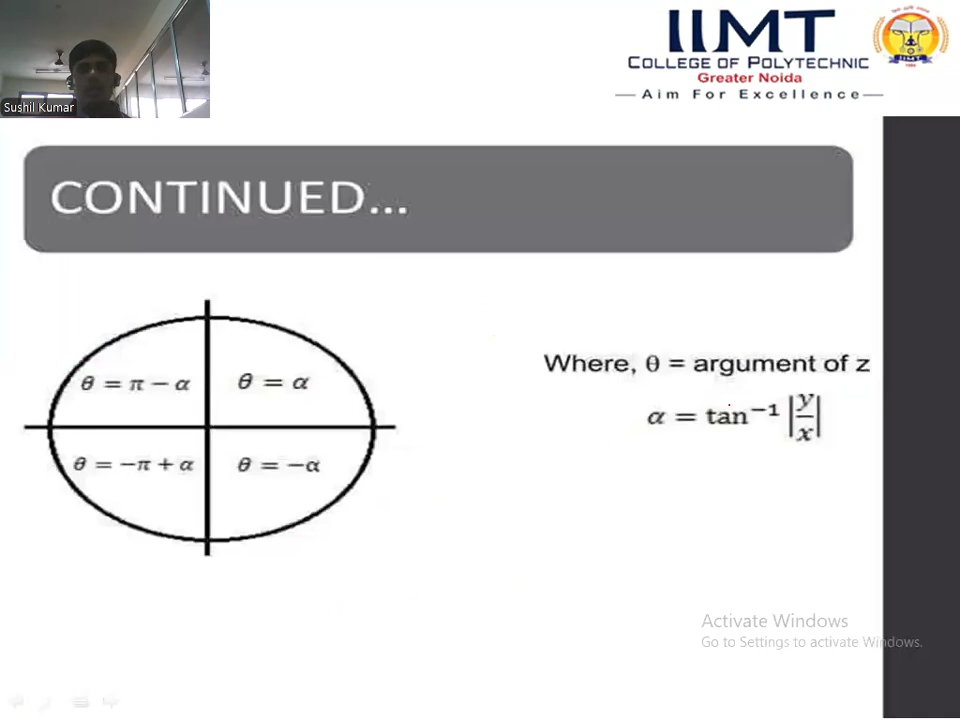 Sushil Kumar
IIMT
COLLEGE OF POLYTECHNIC
Greater Noida
Aim For Excellence
IIMT
CONTINUED...
θ = π − α
θ = α
θ = −π + α
θ = −α
Where, θ = argument of z
α = tan⁻¹ |y/x|
Activate Windows
Go to Settings to activate Windows.